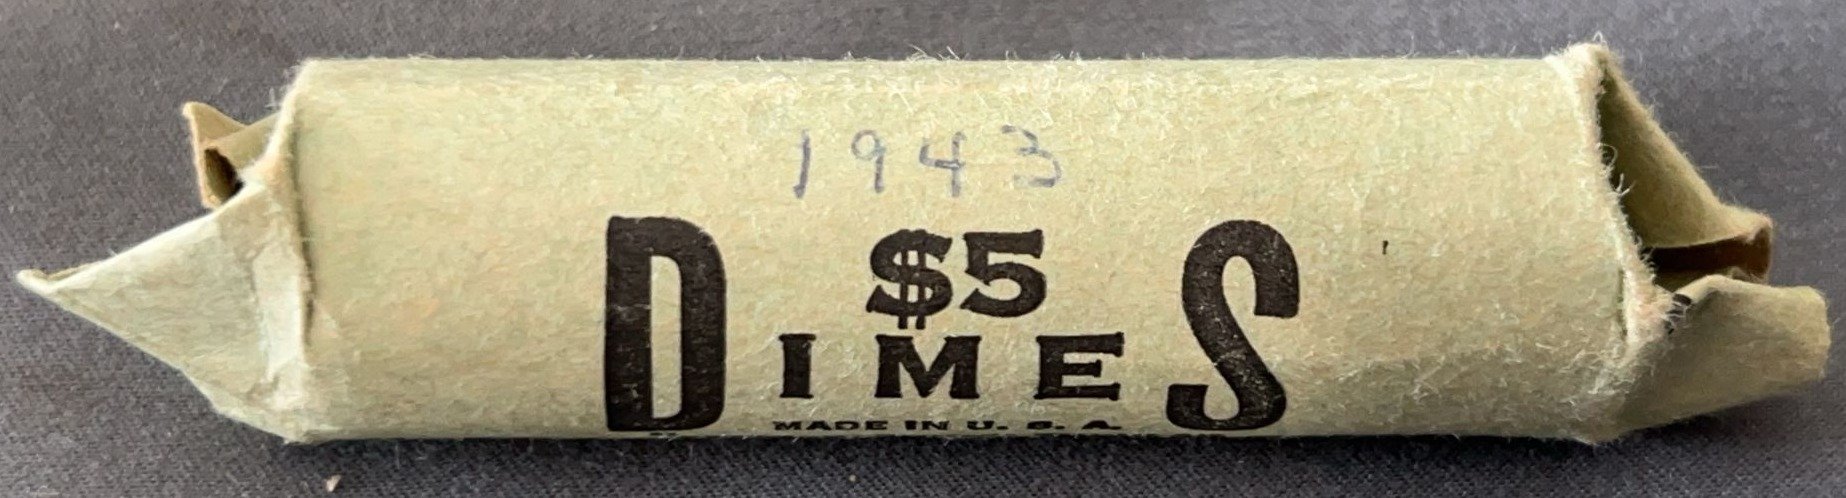 1943
$5
DIMES
MADE IN U. S. A.